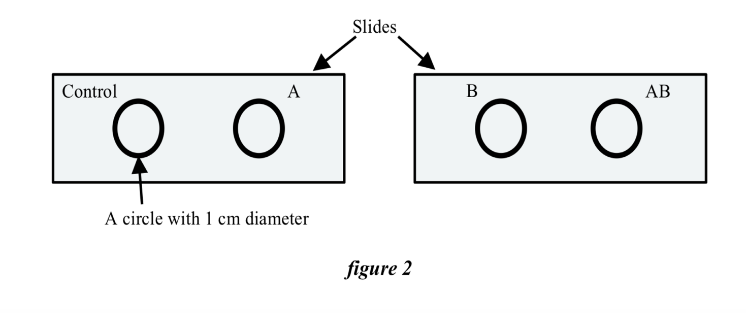 Slides
Control
A
B
AB
A circle with 1 cm diameter
figure 2